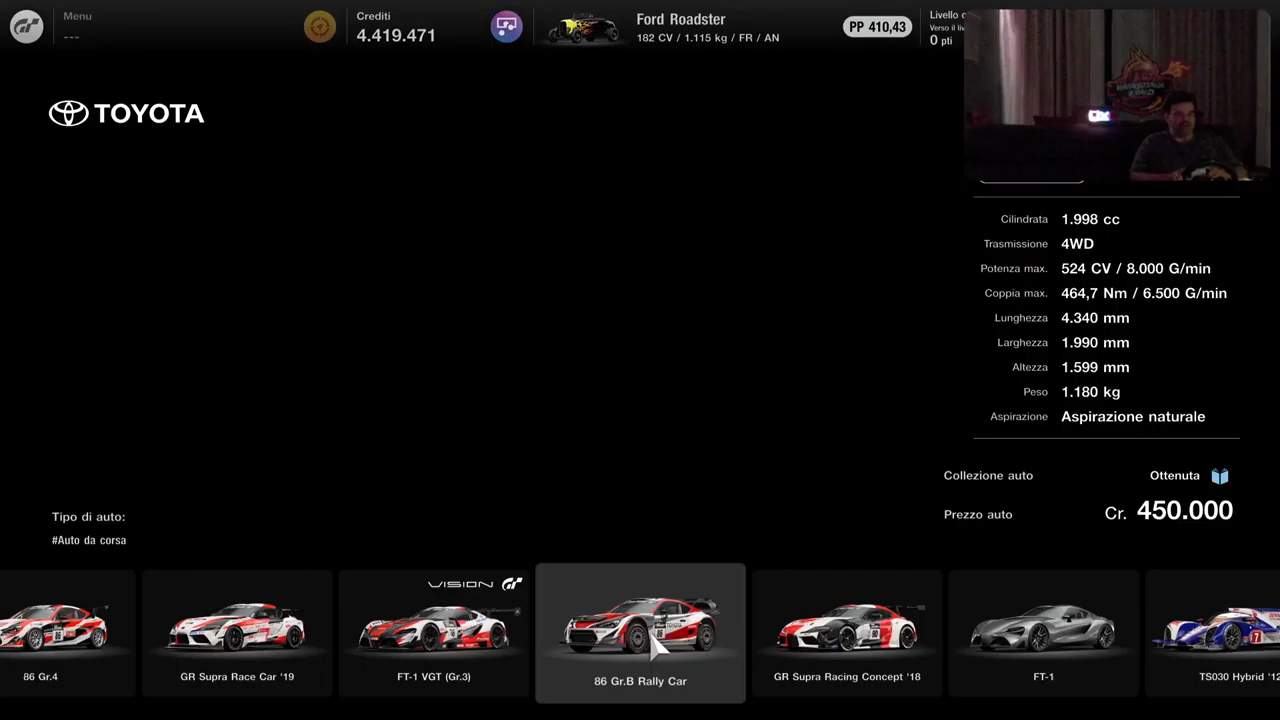 Menu
---
Crediti
4.419.471
Ford Roadster
182 CV / 1.115 kg / FR / AN
PP 410,43
Livello
Verso il
0 pti
TOYOTA
Cilindrata 1.998 cc
Trasmissione 4WD
Potenza max. 524 CV / 8.000 G/min
Coppia max. 464,7 Nm / 6.500 G/min
Lunghezza 4.340 mm
Larghezza 1.990 mm
Altezza 1.599 mm
Peso 1.180 kg
Aspirazione Aspirazione naturale
Collezione auto Ottenuta
Prezzo auto Cr. 450.000
Tipo di auto:
#Auto da corsa
VISION GT
86 Gr.4
GR Supra Race Car '19
FT-1 VGT (Gr.3)
86 Gr.B Rally Car
GR Supra Racing Concept '18
FT-1
TS030 Hybrid '12